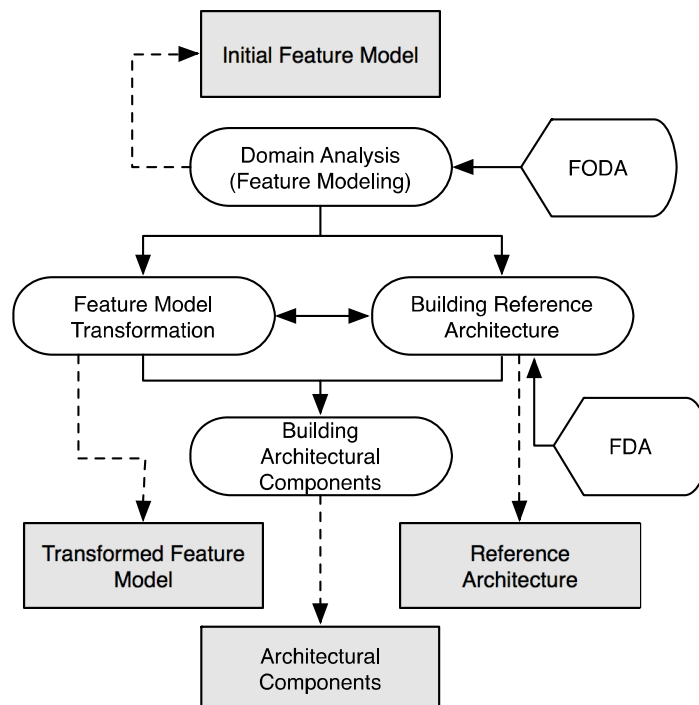 Initial Feature Model
Domain Analysis
(Feature Modeling)
FODA
Feature Model
Transformation
Building Reference
Architecture
Building
Architectural
Components
FDA
Transformed Feature
Model
Reference
Architecture
Architectural
Components